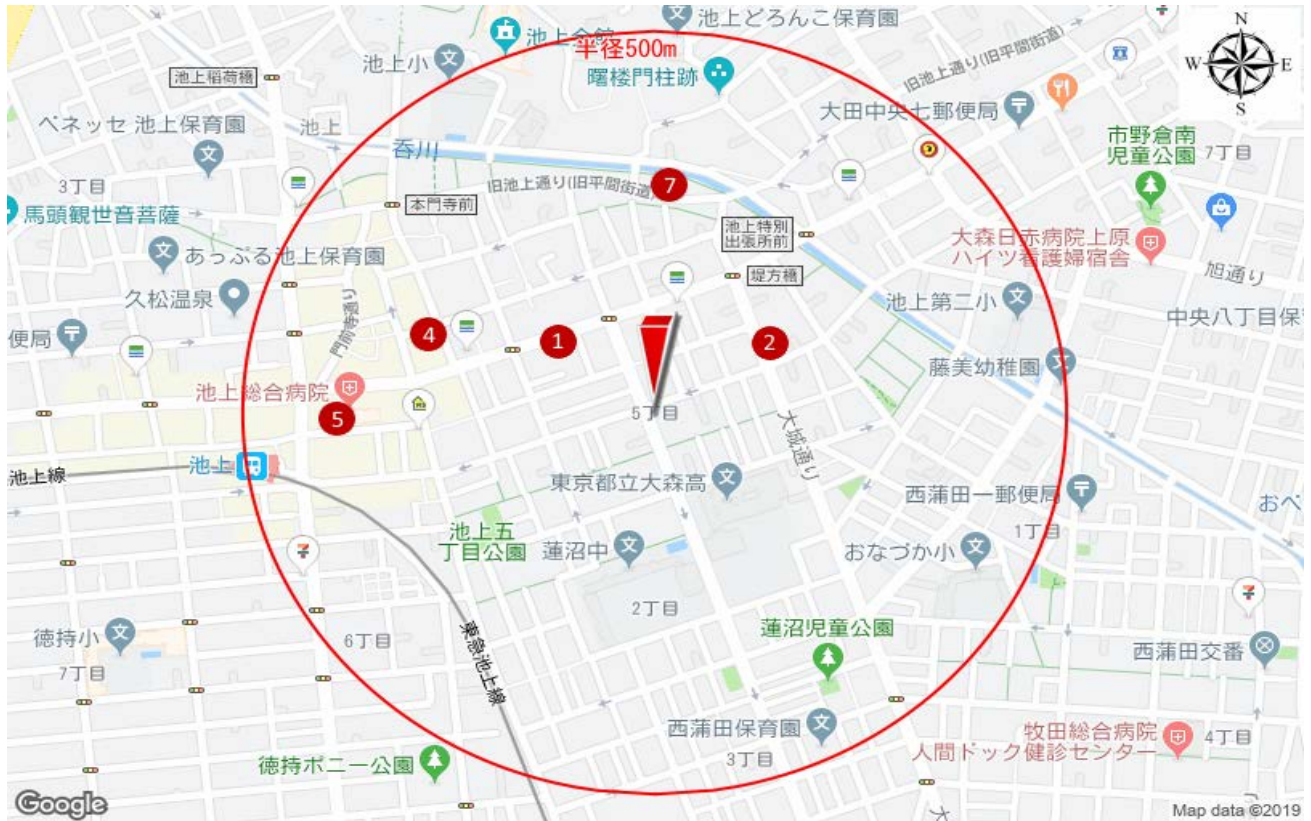 池上どろんこ保育園
池上会館
半径500m
池上小
曙楼門柱跡
旧池上通り(旧平間街道)
池上稲荷橋
大田中央七郵便局
ベネッセ 池上保育園
池上
呑川
市野倉南
児童公園
7丁目
3丁目
旧池上通り(旧平間街道)
7
本門寺前
馬頭観世音菩薩
池上特別
出張所前
大森日赤病院上原
ハイツ看護婦宿舎
旭通り
あっぷる池上保育園
堤方橋
久松温泉
門前寺通り
池上第二小
中央八丁目保
便局
4
1
2
藤美幼稚園
池上総合病院
5
5丁目
大城通り
池上
池上線
東京都立大森高
西蒲田一郵便局
おべ
池上五
丁目公園
蓮沼中
おなづか小
1丁目
2丁目
徳持小
6丁目
東急池上線
蓮沼児童公園
西蒲田交番
7丁目
西蒲田保育園
牧田総合病院
人間ドック健診センター
4丁目
3丁目
徳持ポニー公園
大
Google
Map data ©2019
N
W
E
S